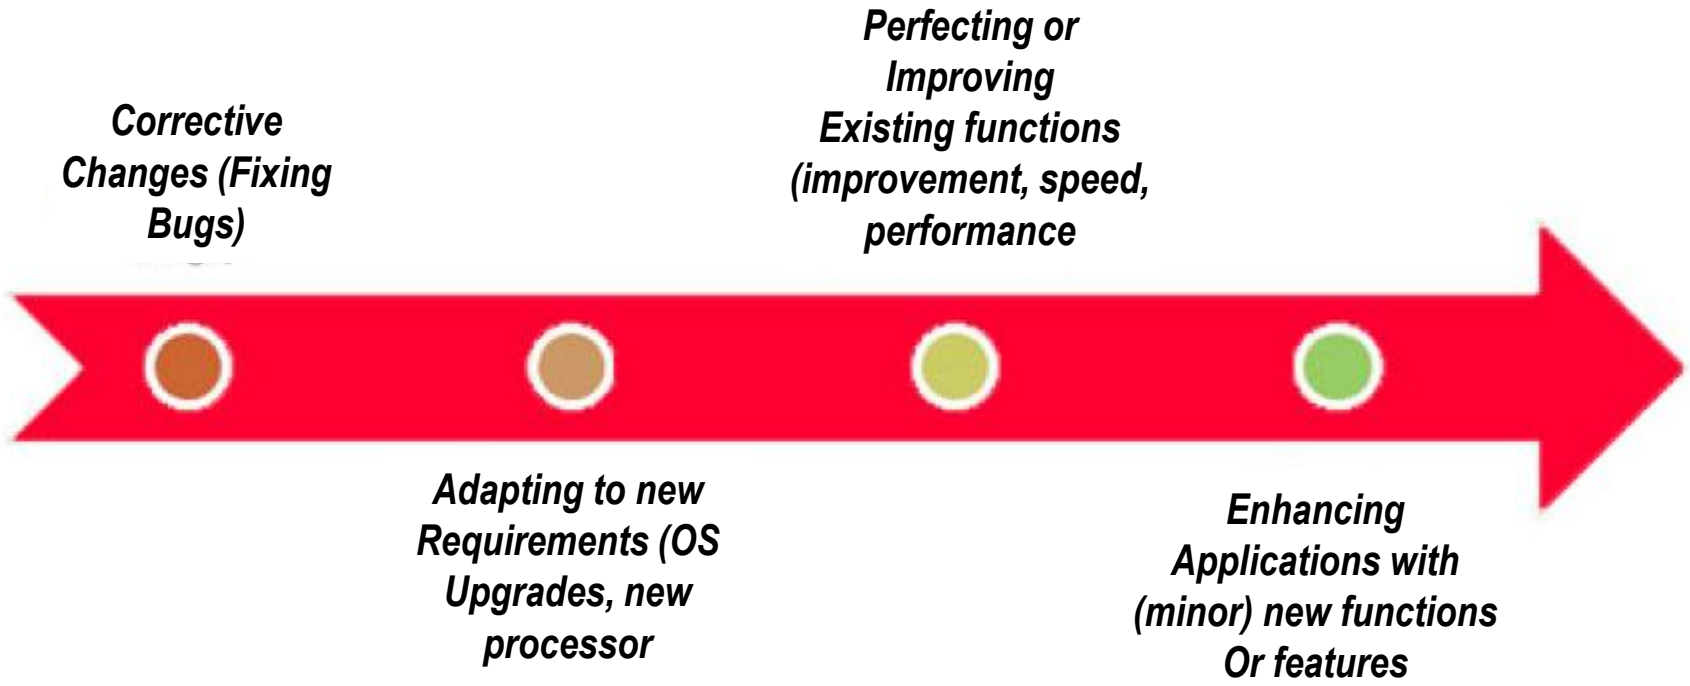 Corrective
Changes (Fixing
Bugs)
Adapting to new
Requirements (OS
Upgrades, new
processor
Perfecting or
Improving
Existing functions
(improvement, speed,
performance
Enhancing
Applications with
(minor) new functions
Or features